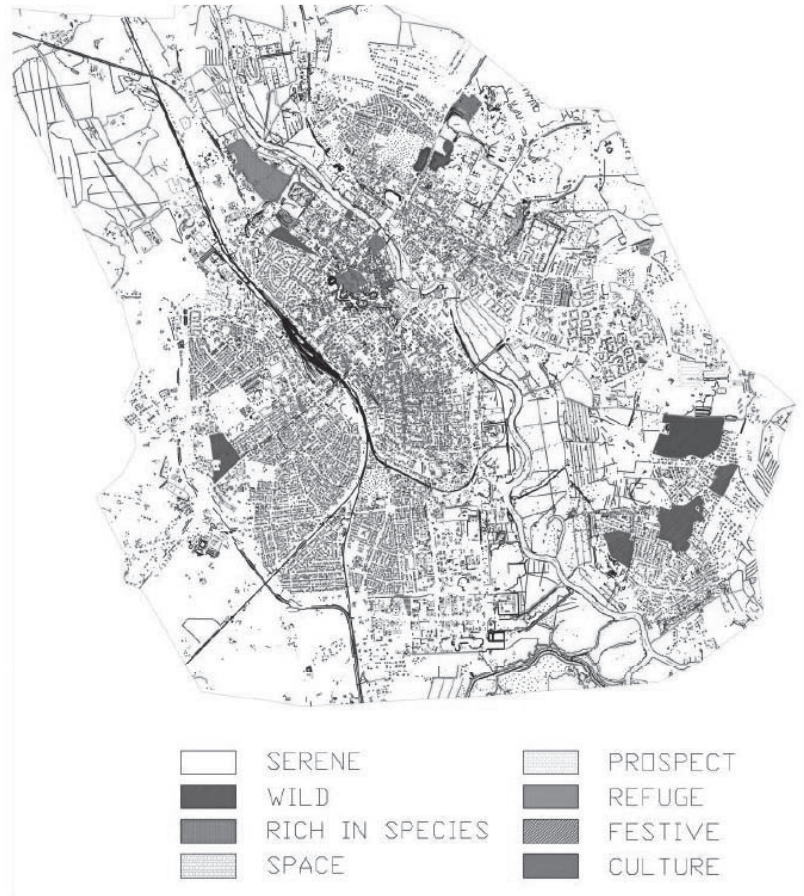 SERENE
WILD
RICH IN SPECIES
SPACE
PROSPECT
REFUGE
FESTIVE
CULTURE